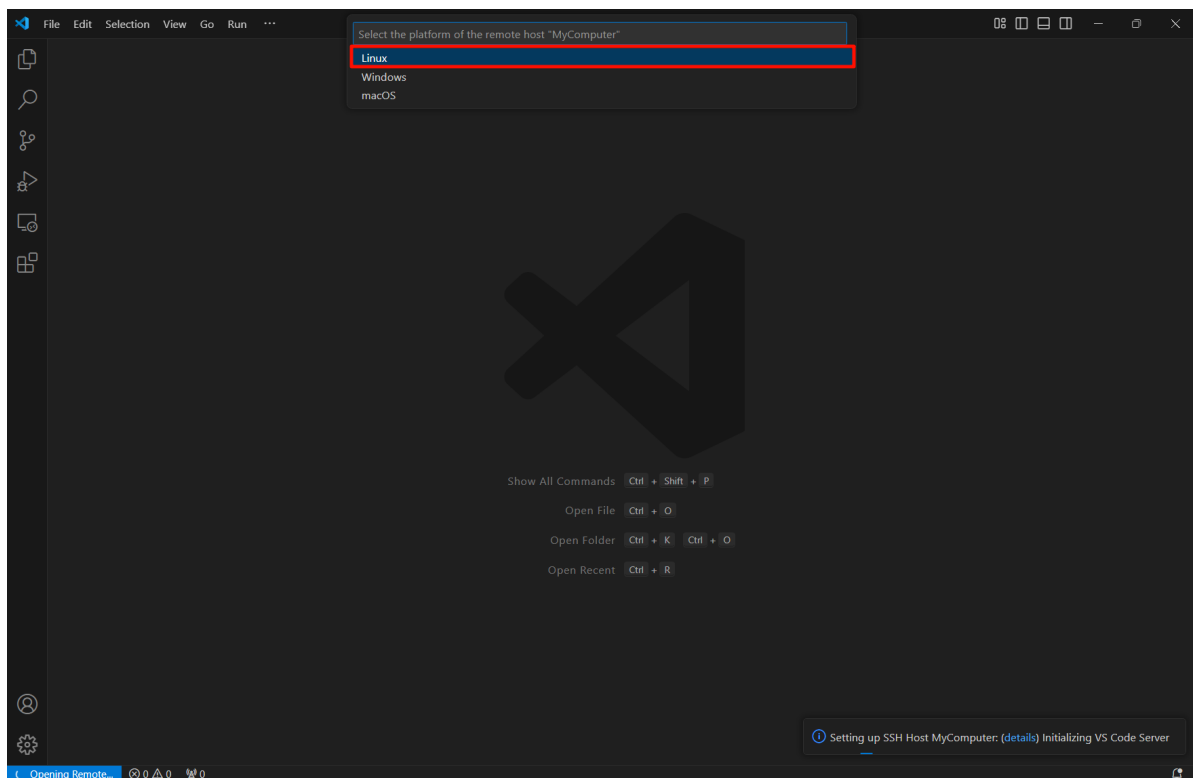 File Edit Selection View Go Run ···
Select the platform of the remote host "MyComputer"
Linux
Windows
macOS
Show All Commands Ctrl + Shift + P
Open File Ctrl + O
Open Folder Ctrl + K Ctrl + O
Open Recent Ctrl + R
Setting up SSH Host MyComputer: (details) Initializing VS Code Server
Opening Remote... 0 0 0